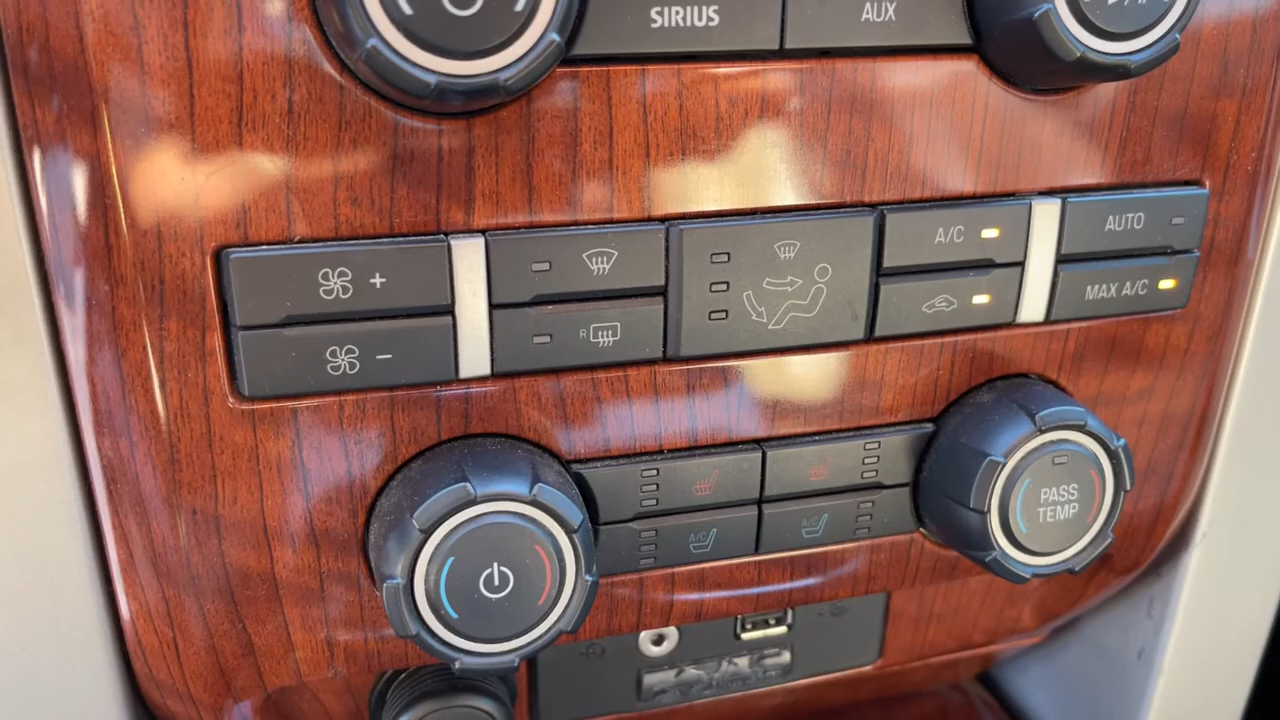 SIRIUS
AUX
+
A/C
AUTO
−
R
MAX A/C
A/C
A/C
PASS
TEMP